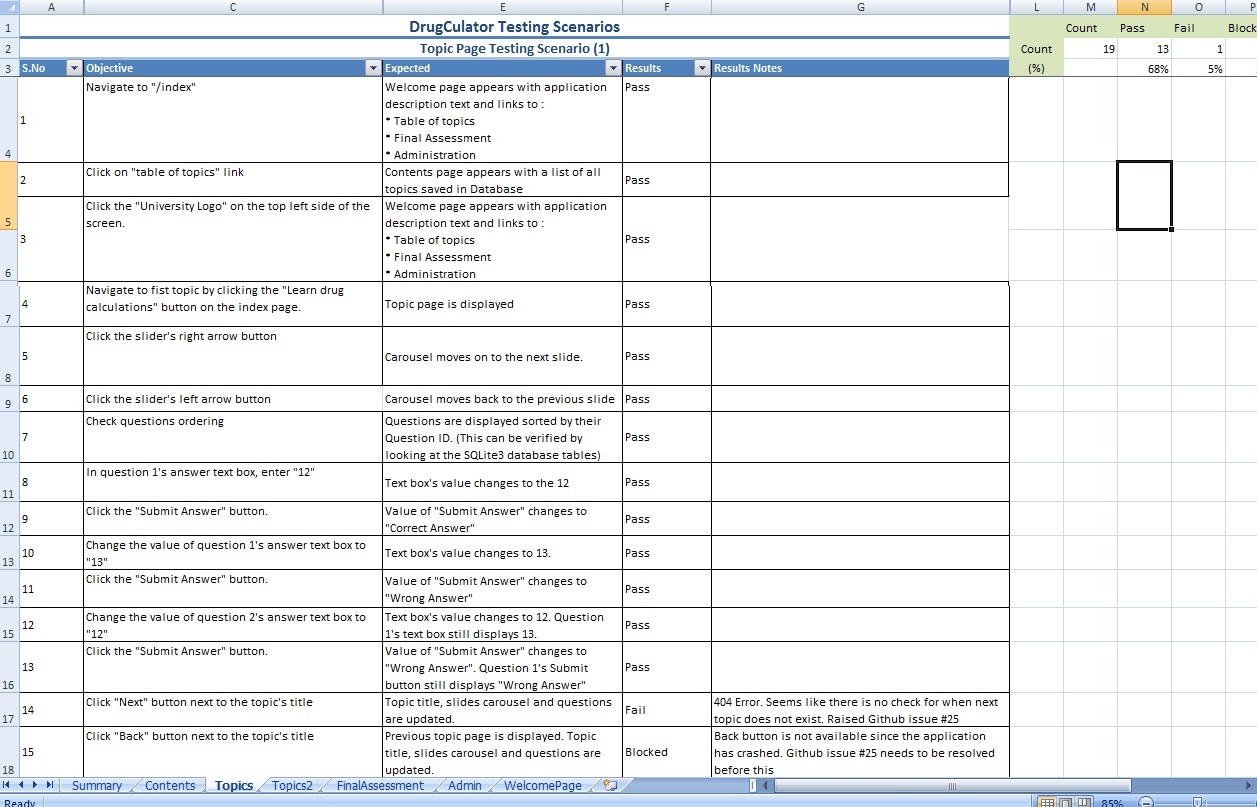 A C E F G L M N O P
1 DrugCulator Testing Scenarios Count Pass Fail Block
2 Topic Page Testing Scenario (1) Count 19 13 1
3 S.No Objective Expected Results Results Notes (%) 68% 5%
4 1 Navigate to "/index" Welcome page appears with application Pass
description text and links to :
* Table of topics
* Final Assessment
* Administration
5 2 Click on "table of topics" link Contents page appears with a list of all Pass
topics saved in Database
6 3 Click the "University Logo" on the top left side of the Welcome page appears with application Pass
screen. description text and links to :
* Table of topics
* Final Assessment
* Administration
7 4 Navigate to fist topic by clicking the "Learn drug Topic page is displayed Pass
calculations" button on the index page.
8 5 Click the slider's right arrow button Carousel moves on to the next slide. Pass
9 6 Click the slider's left arrow button Carousel moves back to the previous slide Pass
10 7 Check questions ordering Questions are displayed sorted by their Pass
Question ID. (This can be verified by
looking at the SQLite3 database tables)
11 8 In question 1's answer text box, enter "12" Text box's value changes to the 12 Pass
12 9 Click the "Submit Answer" button. Value of "Submit Answer" changes to Pass
"Correct Answer"
13 10 Change the value of question 1's answer text box to Text box's value changes to 13. Pass
"13"
14 11 Click the "Submit Answer" button. Value of "Submit Answer" changes to Pass
"Wrong Answer"
15 12 Change the value of question 2's answer text box to Text box's value changes to 12. Question Pass
"12" 1's text box still displays 13.
16 13 Click the "Submit Answer" button. Value of "Submit Answer" changes to Pass
"Wrong Answer". Question 1's Submit
button still displays "Wrong Answer"
17 14 Click "Next" button next to the topic's title Topic title, slides carousel and questions Fail 404 Error. Seems like there is no check for when next
are updated. topic does not exist. Raised Github issue #25
18 15 Click "Back" button next to the topic's title Previous topic page is displayed. Topic Blocked Back button is not available since the application
title, slides carousel and questions are has crashed. Github issue #25 needs to be resolved
updated. before this
Summary Contents Topics Topics2 FinalAssessment Admin WelcomePage
Ready 85%